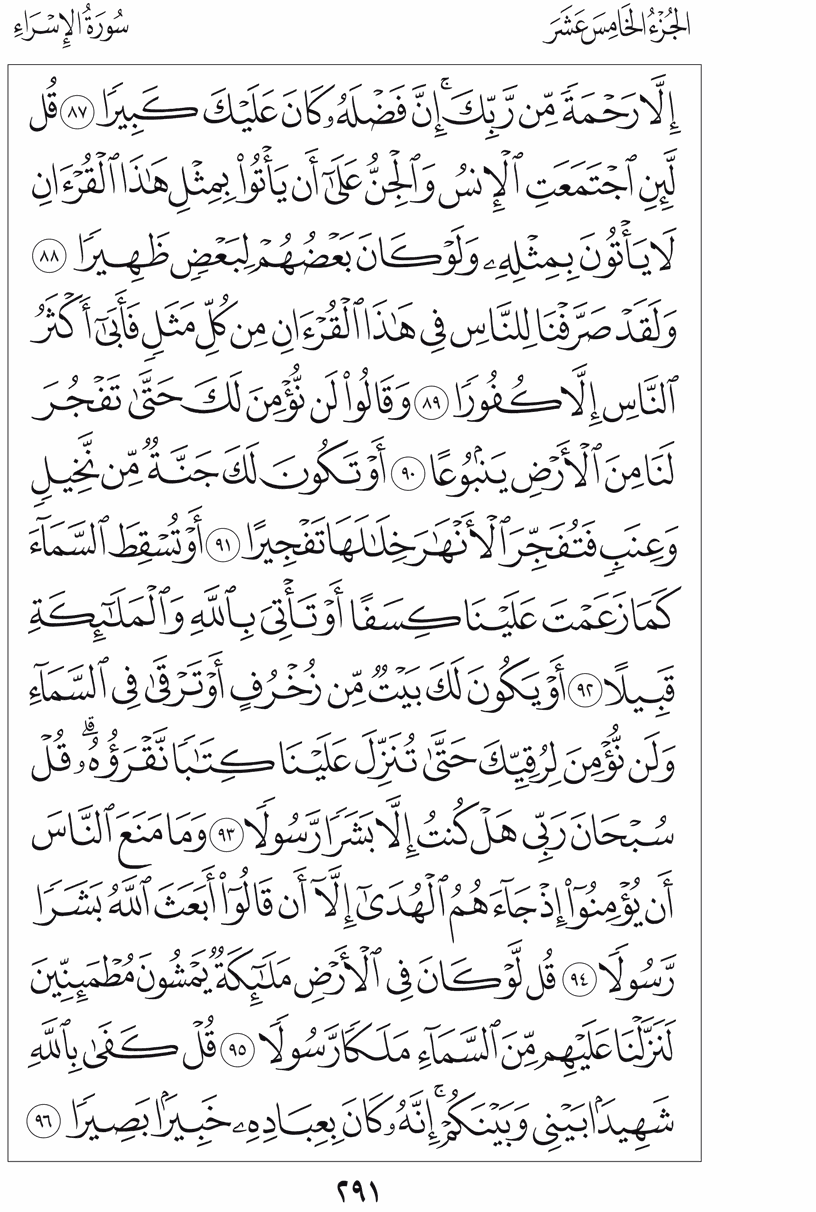 الجُزْءُ الخَامِسَ عَشَرَ
سُورَةُ الإِسْرَاءِ
إِلَّا رَحْمَةً مِّن رَّبِّكَ ۚ إِنَّ فَضْلَهُۥ كَانَ عَلَيْكَ كَبِيرًا ٨٧ قُل
لَّئِنِ ٱجْتَمَعَتِ ٱلْإِنسُ وَٱلْجِنُّ عَلَىٰٓ أَن يَأْتُوا۟ بِمِثْلِ هَـٰذَا ٱلْقُرْءَانِ
لَا يَأْتُونَ بِمِثْلِهِۦ وَلَوْ كَانَ بَعْضُهُمْ لِبَعْضٍ ظَهِيرًا ٨٨
وَلَقَدْ صَرَّفْنَا لِلنَّاسِ فِى هَـٰذَا ٱلْقُرْءَانِ مِن كُلِّ مَثَلٍ فَأَبَىٰٓ أَكْثَرُ
ٱلنَّاسِ إِلَّا كُفُورًا ٨٩ وَقَالُوا۟ لَن نُّؤْمِنَ لَكَ حَتَّىٰ تَفْجُرَ
لَنَا مِنَ ٱلْأَرْضِ يَنۢبُوعًا ٩٠ أَوْ تَكُونَ لَكَ جَنَّةٌ مِّن نَّخِيلٍ
وَعِنَبٍ فَتُفَجِّرَ ٱلْأَنْهَـٰرَ خِلَـٰلَهَا تَفْجِيرًا ٩١ أَوْ تُسْقِطَ ٱلسَّمَآءَ
كَمَا زَعَمْتَ عَلَيْنَا كِسَفًا أَوْ تَأْتِىَ بِٱللَّهِ وَٱلْمَلَـٰٓئِكَةِ
قَبِيلًا ٩٢ أَوْ يَكُونَ لَكَ بَيْتٌ مِّن زُخْرُفٍ أَوْ تَرْقَىٰ فِى ٱلسَّمَآءِ
وَلَن نُّؤْمِنَ لِرُقِيِّكَ حَتَّىٰ تُنَزِّلَ عَلَيْنَا كِتَـٰبًا نَّقْرَؤُهُۥ ۗ قُلْ
سُبْحَانَ رَبِّى هَلْ كُنتُ إِلَّا بَشَرًا رَّسُولًا ٩٣ وَمَا مَنَعَ ٱلنَّاسَ
أَن يُؤْمِنُوٓا۟ إِذْ جَآءَهُمُ ٱلْهُدَىٰٓ إِلَّآ أَن قَالُوٓا۟ أَبَعَثَ ٱللَّهُ بَشَرًا
رَّسُولًا ٩٤ قُل لَّوْ كَانَ فِى ٱلْأَرْضِ مَلَـٰٓئِكَةٌ يَمْشُونَ مُطْمَئِنِّينَ
لَنَزَّلْنَا عَلَيْهِم مِّنَ ٱلسَّمَآءِ مَلَكًا رَّسُولًا ٩٥ قُلْ كَفَىٰ بِٱللَّهِ
شَهِيدًۢا بَيْنِى وَبَيْنَكُمْ ۚ إِنَّهُۥ كَانَ بِعِبَادِهِۦ خَبِيرًۢا بَصِيرًا ٩٦
٢٩١